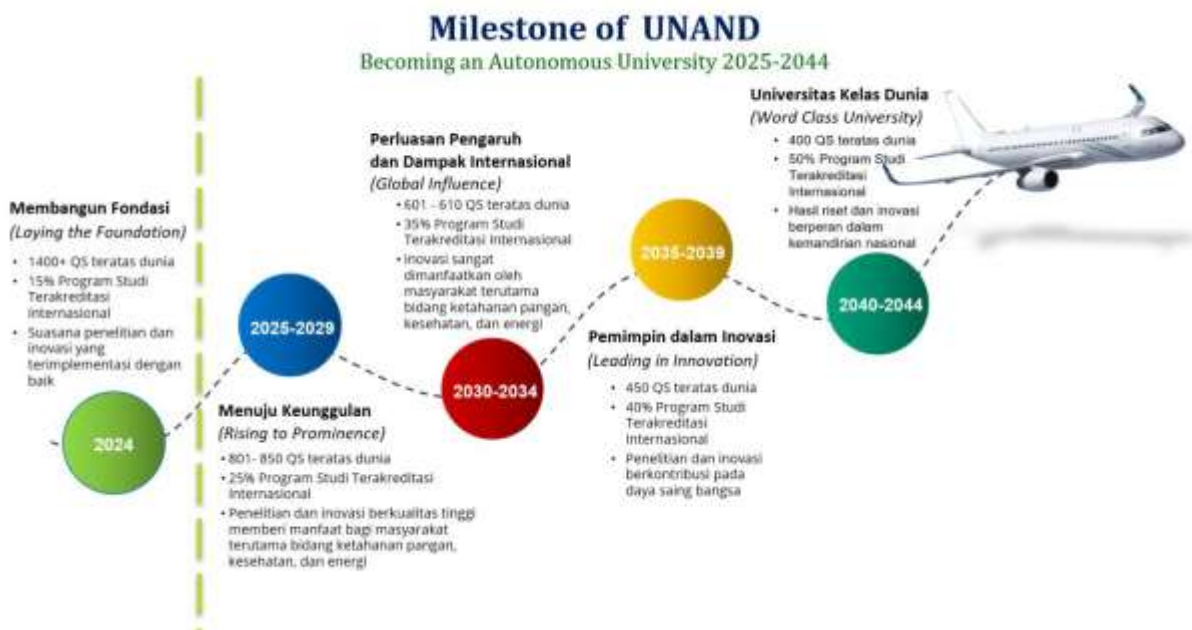 Milestone of UNAND
Becoming an Autonomous University 2025-2044
Membangun Fondasi
(Laying the Foundation)
• 1400+ QS teratas dunia
• 15% Program Studi
Terakreditasi
Internasional
• Suasana penelitian dan
inovasi yang
terimplementasi dengan
baik
2024
2025-2029
Menuju Keunggulan
(Rising to Prominence)
• 801- 850 QS teratas dunia
• 25% Program Studi Terakreditasi
Internasional
• Penelitian dan inovasi berkualitas tinggi
memberi manfaat bagi masyarakat
terutama bidang ketahanan pangan,
kesehatan, dan energi
Perluasan Pengaruh
dan Dampak Internasional
(Global Influence)
• 601 - 610 QS teratas dunia
• 35% Program Studi
Terakreditasi Internasional
• Inovasi sangat
dimanfaatkan oleh
masyarakat terutama
bidang ketahanan pangan,
kesehatan, dan energi
2030-2034
2035-2039
Pemimpin dalam Inovasi
(Leading in Innovation)
• 450 QS teratas dunia
• 40% Program Studi
Terakreditasi
Internasional
• Penelitian dan inovasi
berkontribusi pada
daya saing bangsa
Universitas Kelas Dunia
(Word Class University)
• 400 QS teratas dunia
• 50% Program Studi
Terakreditasi
Internasional
• Hasil riset dan inovasi
berperan dalam
kemandirian nasional
2040-2044